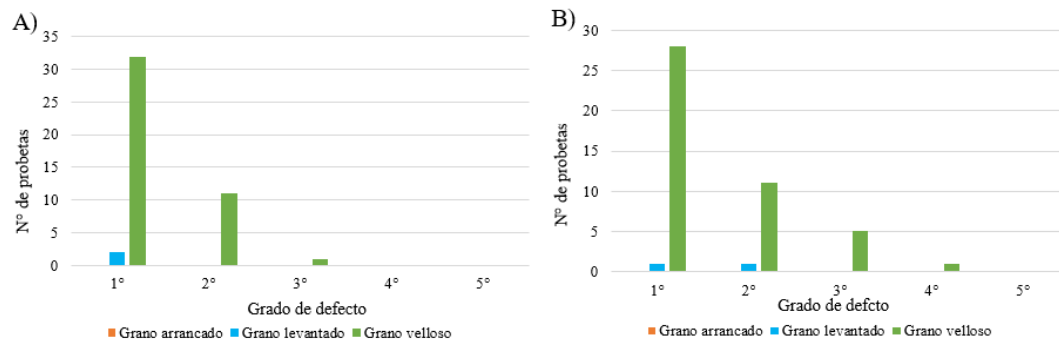 A)
N° de probetas
35
30
25
20
15
10
5
0
1° 2° 3° 4° 5°
Grado de defecto
Grano arrancado Grano levantado Grano velloso
B)
N° de probetas
30
25
20
15
10
5
0
1° 2° 3° 4° 5°
Grado de defcto
Grano arrancado Grano levantado Grano velloso